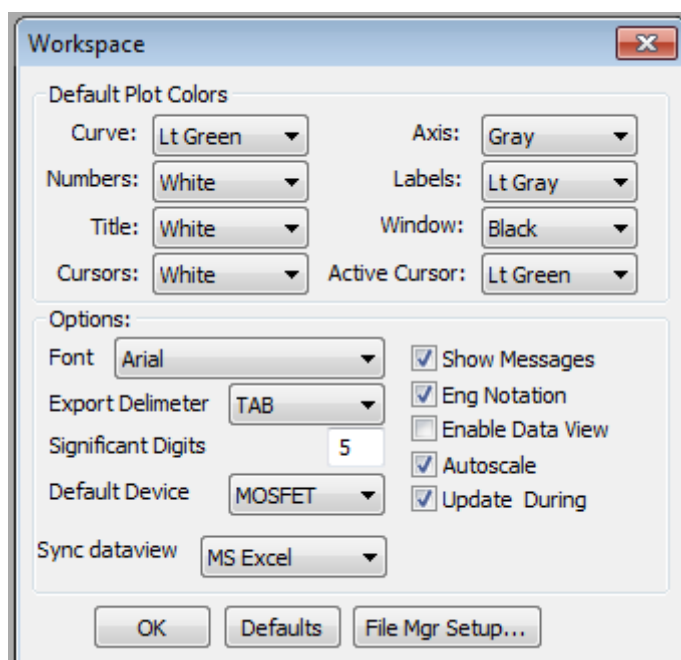 Workspace
Default Plot Colors
Curve: Lt Green Axis: Gray
Numbers: White Labels: Lt Gray
Title: White Window: Black
Cursors: White Active Cursor: Lt Green
Options:
Font Arial Show Messages
Export Delimeter TAB Eng Notation
Enable Data View
Significant Digits 5 Autoscale
Default Device MOSFET Update During
Sync dataview MS Excel
OK Defaults File Mgr Setup...